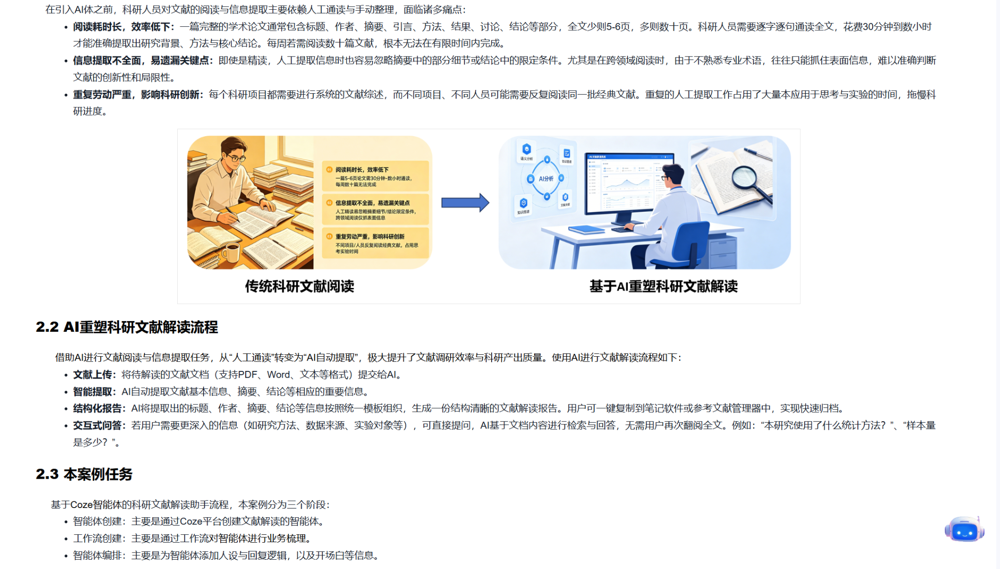 在引入AI体之前，科研人员对文献的阅读与信息提取主要依赖人工通读与手动整理，面临诸多痛点：
• 阅读耗时长，效率低下：一篇完整的学术论文通常包含标题、作者、摘要、引言、方法、结果、讨论、结论等部分，全文少则5-6页，多则数十页。科研人员需要逐字逐句通读全文，花费30分钟到数小时
才能准确提取出研究背景、方法与核心结论。每周若需阅读数十篇文献，根本无法在有限时间内完成。
• 信息提取不全面，易遗漏关键点：即使是精读，人工提取信息时也容易忽略摘要中的部分细节或结论中的限定条件。尤其是在跨领域阅读时，由于不熟悉专业术语，往往只能抓住表面信息，难以准确判断
文献的创新性和局限性。
• 重复劳动严重，影响科研创新：每个科研项目都需要进行系统的文献综述，而不同项目、不同人员可能需要反复阅读同一批经典文献。重复的人工提取工作占用了大量本应用于思考与实验的时间，拖慢科
研进度。
01 阅读耗时长，效率低下
一篇5-6页论文需30分钟-数小时通读，
每周数十篇无法完成
02 信息提取不全面，易遗漏关键点
人工精读易忽略摘要细节/结论限定条件，
跨领域阅读仅抓表面信息
03 重复劳动严重，影响科研创新
不同项目/人员反复阅读经典文献，占用思
考实验时间
语义分析
知识图谱
AI分析
知识图谱
AI文献解读系统
传统科研文献阅读
基于AI重塑科研文献解读
2.2 AI重塑科研文献解读流程
借助AI进行文献阅读与信息提取任务，从“人工通读”转变为“AI自动提取”，极大提升了文献调研效率与科研产出质量。使用AI进行文献解读流程如下：
• 文献上传：将待解读的文献文档（支持PDF、Word、文本等格式）提交给AI。
• 智能提取：AI自动提取文献基本信息、摘要、结论等相应的重要信息。
• 结构化报告：AI将提取出的标题、作者、摘要、结论等信息按照统一模板组织，生成一份结构清晰的文献解读报告。用户可一键复制到笔记软件或参考文献管理器中，实现快速归档。
• 交互式问答：若用户需要更深入的信息（如研究方法、数据来源、实验对象等），可直接提问，AI基于文档内容进行检索与回答，无需用户再次翻阅全文。例如：“本研究使用了什么统计方法？”、“样本量
是多少？”。
2.3 本案例任务
基于Coze智能体的科研文献解读助手流程，本案例分为三个阶段：
• 智能体创建：主要是通过Coze平台创建文献解读的智能体。
• 工作流创建：主要是通过工作流对智能体进行业务梳理。
• 智能体编排：主要是为智能体添加人设与回复逻辑，以及开场白等信息。